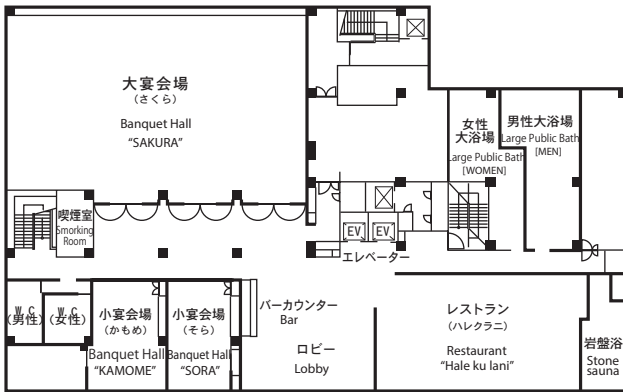 大宴会場
（さくら）
Banquet Hall
“SAKURA”
女性
大浴場
Large Public Bath
[WOMEN]
男性大浴場
Large Public Bath
[MEN]
喫煙室
Smorking
Room
EV
EV
エレベーター
W.C
（男性）
W.C
（女性）
小宴会場
（かもめ）
Banquet Hall
“KAMOME”
小宴会場
（そら）
Banquet Hall
“SORA”
バーカウンター
Bar
ロビー
Lobby
レストラン
（ハレクラニ）
Restaurant
“Hale ku lani”
岩盤浴
Stone
sauna